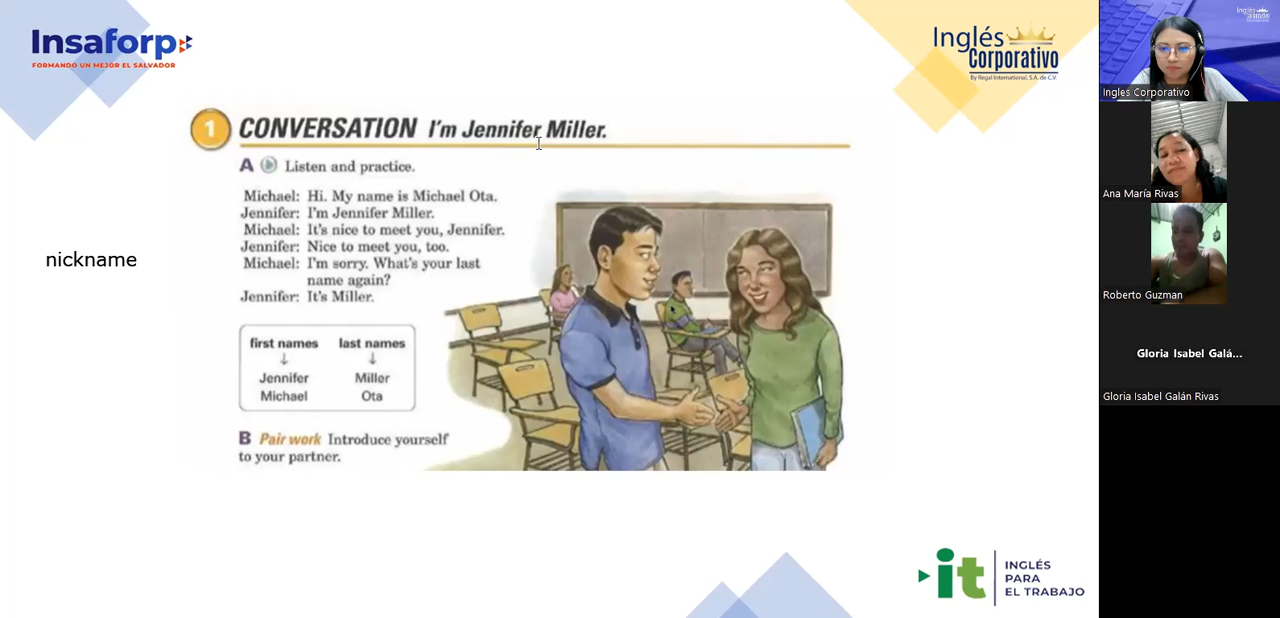 Insaforp
FORMANDO UN MEJOR EL SALVADOR
Inglés
Corporativo
By Regal International, S.A. de C.V.
1 CONVERSATION I'm Jennifer Miller.
A Listen and practice.
Michael: Hi. My name is Michael Ota.
Jennifer: I'm Jennifer Miller.
Michael: It's nice to meet you, Jennifer.
Jennifer: Nice to meet you, too.
Michael: I'm sorry. What's your last
name again?
Jennifer: It's Miller.
nickname
first names last names
Jennifer Miller
Michael Ota
B Pair work Introduce yourself
to your partner.
it
INGLÉS
PARA
EL TRABAJO
Ingles Corporativo
Ana María Rivas
Roberto Guzman
Gloria Isabel Galá...
Gloria Isabel Galán Rivas